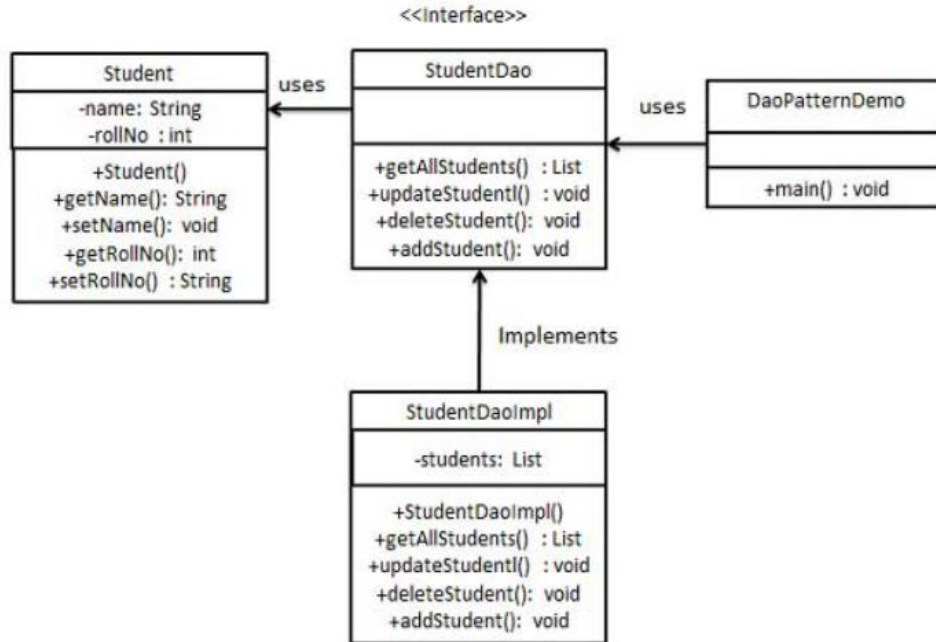 <<Interface>>
Student
-name: String
-rollNo : int
+Student()
+getName(): String
+setName(): void
+getRollNo(): int
+setRollNo() : String
uses
StudentDao
+getAllStudents() : List
+updateStudentl() : void
+deleteStudent(): void
+addStudent(): void
uses
DaoPatternDemo
+main() : void
Implements
StudentDaoImpl
-students: List
+StudentDaoImpl()
+getAllStudents() : List
+updateStudentl() : void
+deleteStudent(): void
+addStudent(): void